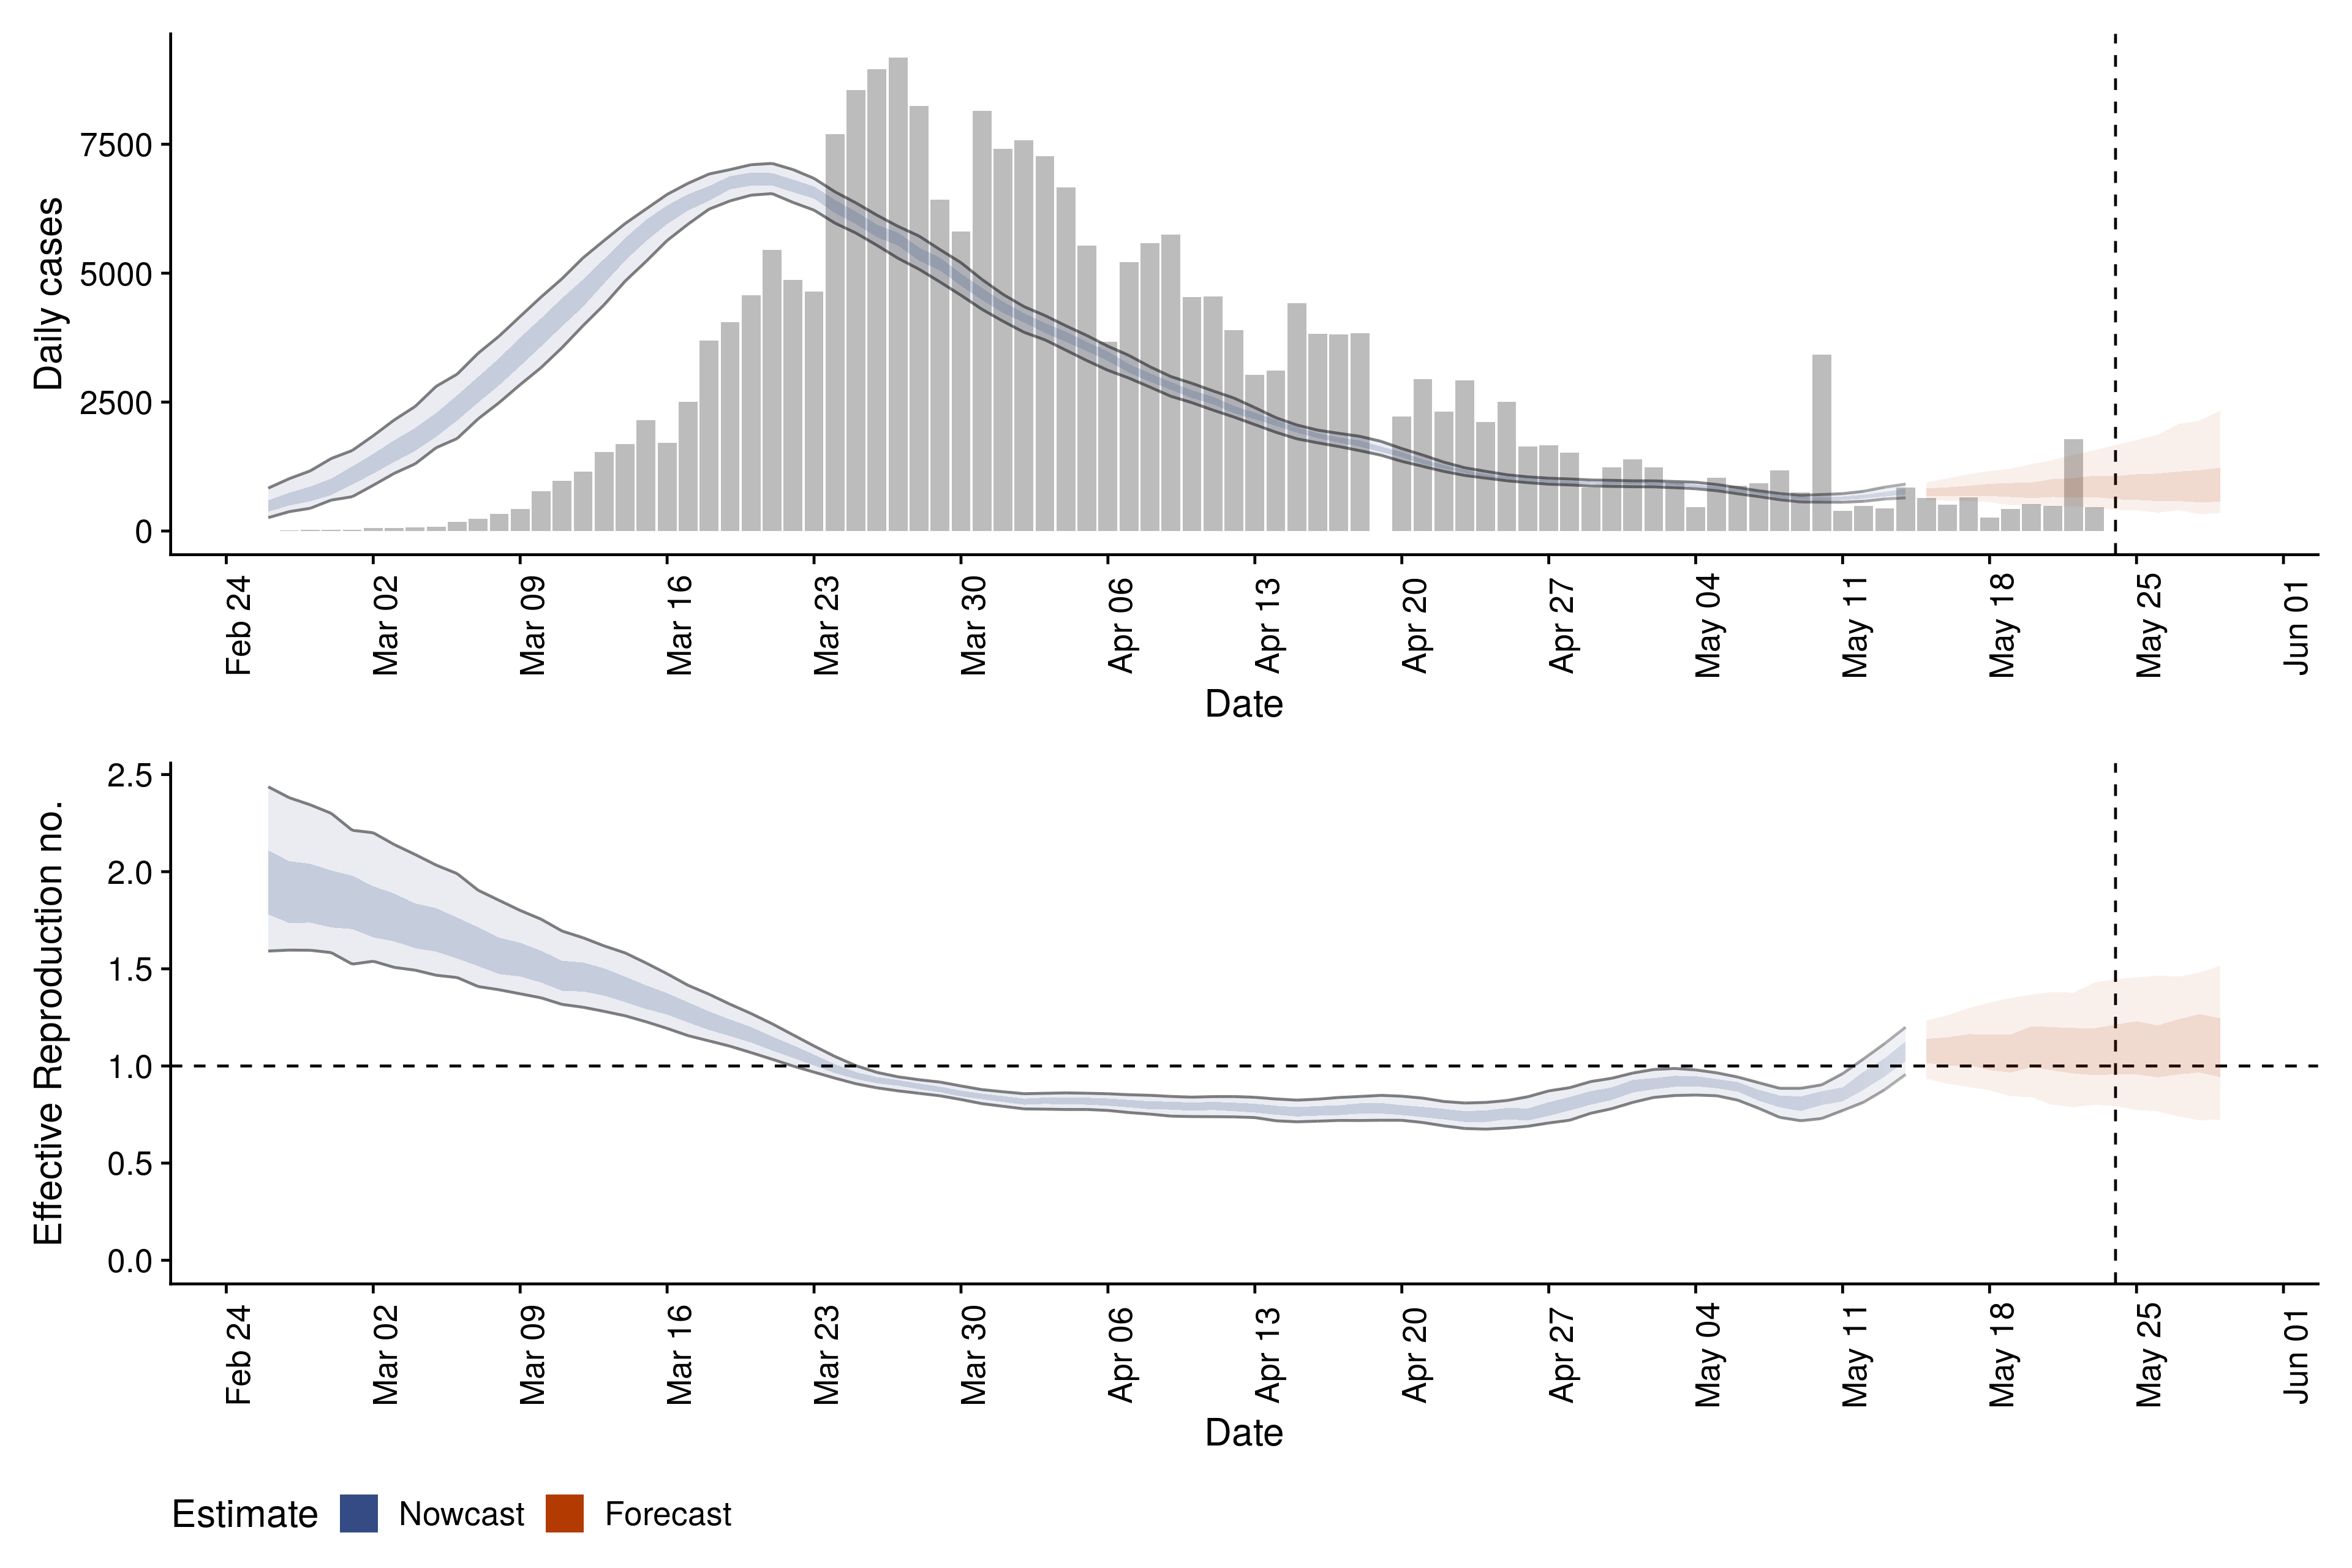 Daily cases
7500
5000
2500
0
Feb 24
Mar 02
Mar 09
Mar 16
Mar 23
Mar 30
Apr 06
Apr 13
Apr 20
Apr 27
May 04
May 11
May 18
May 25
Jun 01
Date
Effective Reproduction no.
2.5
2.0
1.5
1.0
0.5
0.0
Feb 24
Mar 02
Mar 09
Mar 16
Mar 23
Mar 30
Apr 06
Apr 13
Apr 20
Apr 27
May 04
May 11
May 18
May 25
Jun 01
Date
Estimate Nowcast Forecast